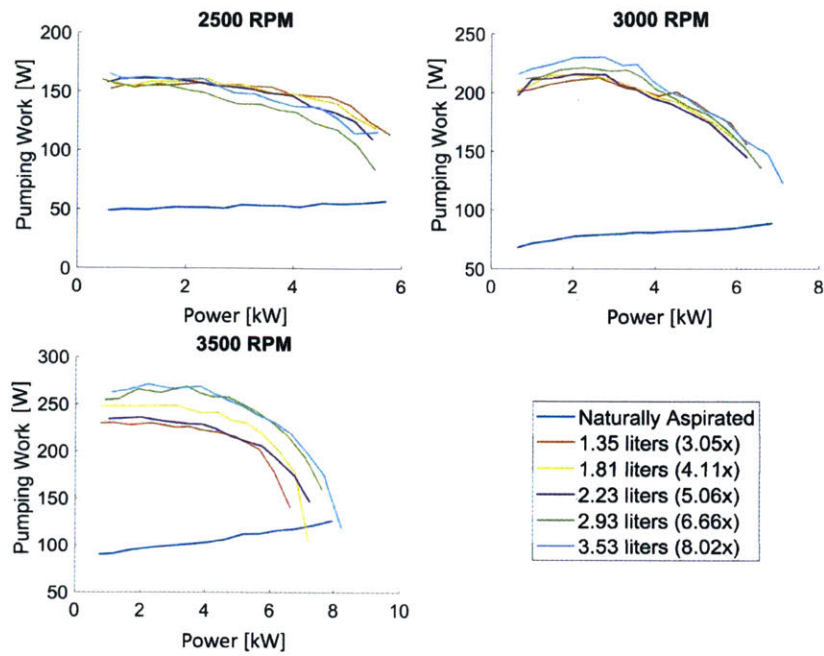 2500 RPM
Pumping Work [W]
200
150
100
50
0
0 2 4 6
Power [kW]
3000 RPM
Pumping Work [W]
250
200
150
100
50
0 2 4 6 8
Power [kW]
3500 RPM
Pumping Work [W]
300
250
200
150
100
50
0 2 4 6 8 10
Power [kW]
Naturally Aspirated
1.35 liters (3.05x)
1.81 liters (4.11x)
2.23 liters (5.06x)
2.93 liters (6.66x)
3.53 liters (8.02x)